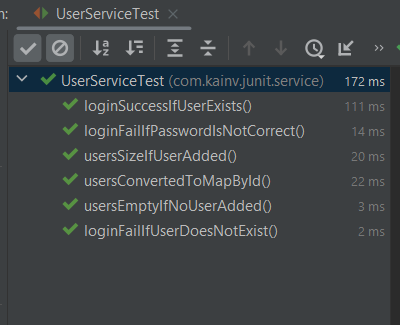 n: UserServiceTest
UserServiceTest (com.kainv.junit.service) 172 ms
loginSuccessIfUserExists() 111 ms
loginFailIfPasswordIsNotCorrect() 14 ms
usersSizeIfUserAdded() 20 ms
usersConvertedToMapById() 22 ms
usersEmptyIfNoUserAdded() 3 ms
loginFailIfUserDoesNotExist() 2 ms